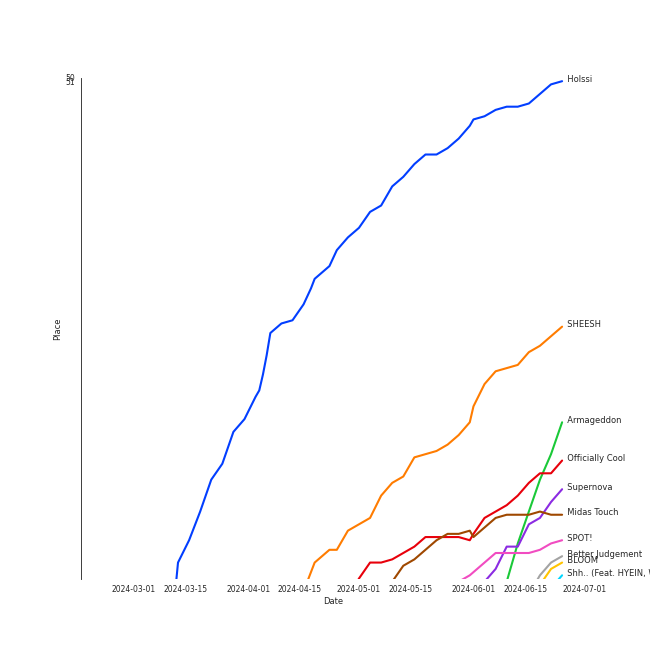 50
51
Holssi
SHEESH
Place
Armageddon
Officially Cool
Supernova
Midas Touch
SPOT!
Better Judgement
BLOOM
Shh.. (Feat. HYEIN,
2024-03-01 2024-03-15 2024-04-01 2024-04-15 2024-05-01 2024-05-15 2024-06-01 2024-06-15 2024-07-01
Date